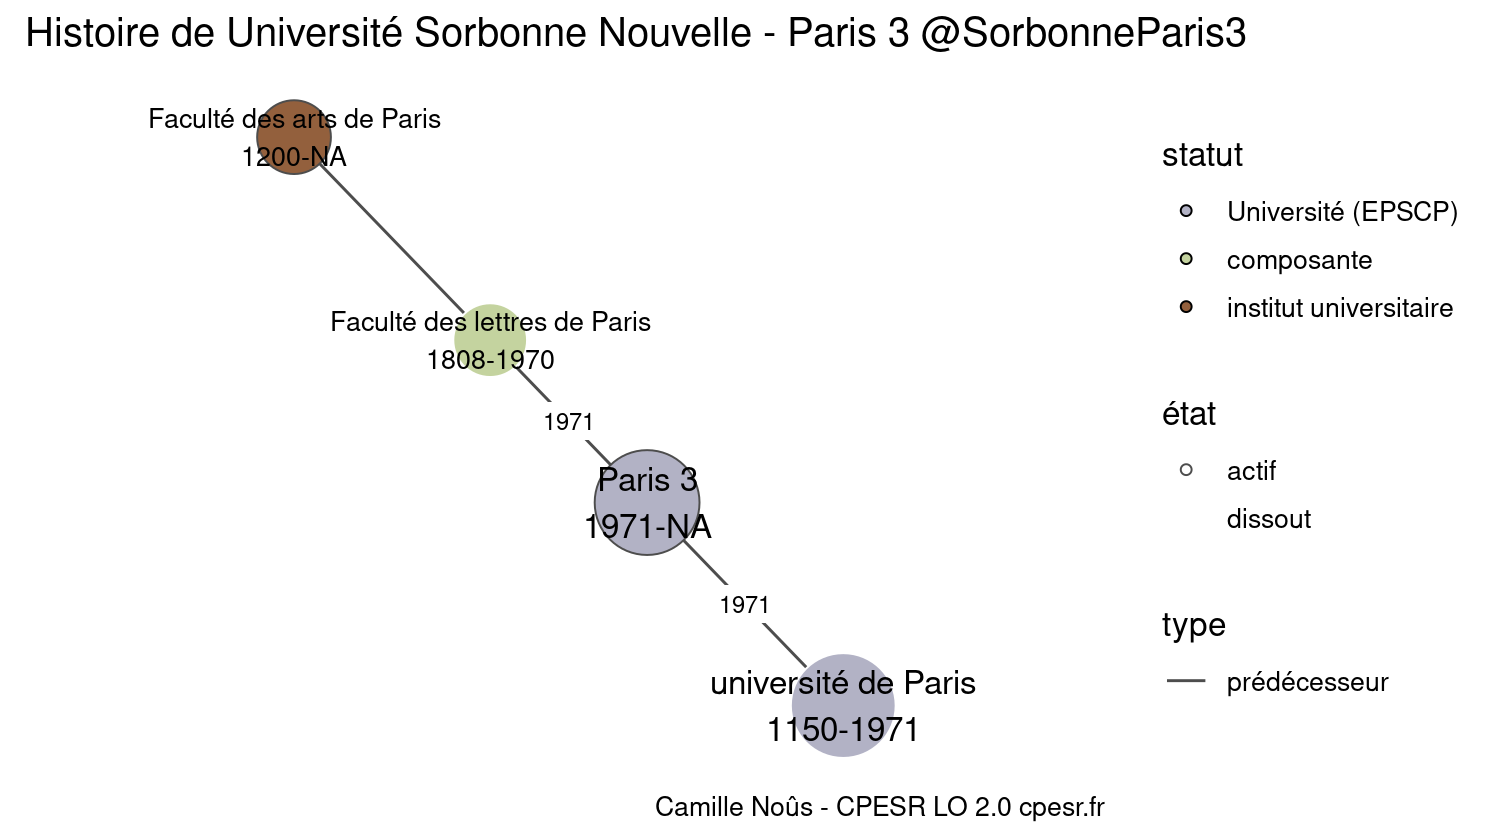 Histoire de Université Sorbonne Nouvelle - Paris 3 @SorbonneParis3
Faculté des arts de Paris
1200-NA
Faculté des lettres de Paris
1808-1970
1971
Paris 3
1971-NA
1971
université de Paris
1150-1971
statut
Université (EPSCP)
composante
institut universitaire
état
actif
dissout
type
prédécesseur
Camille Noûs - CPESR LO 2.0 cpesr.fr